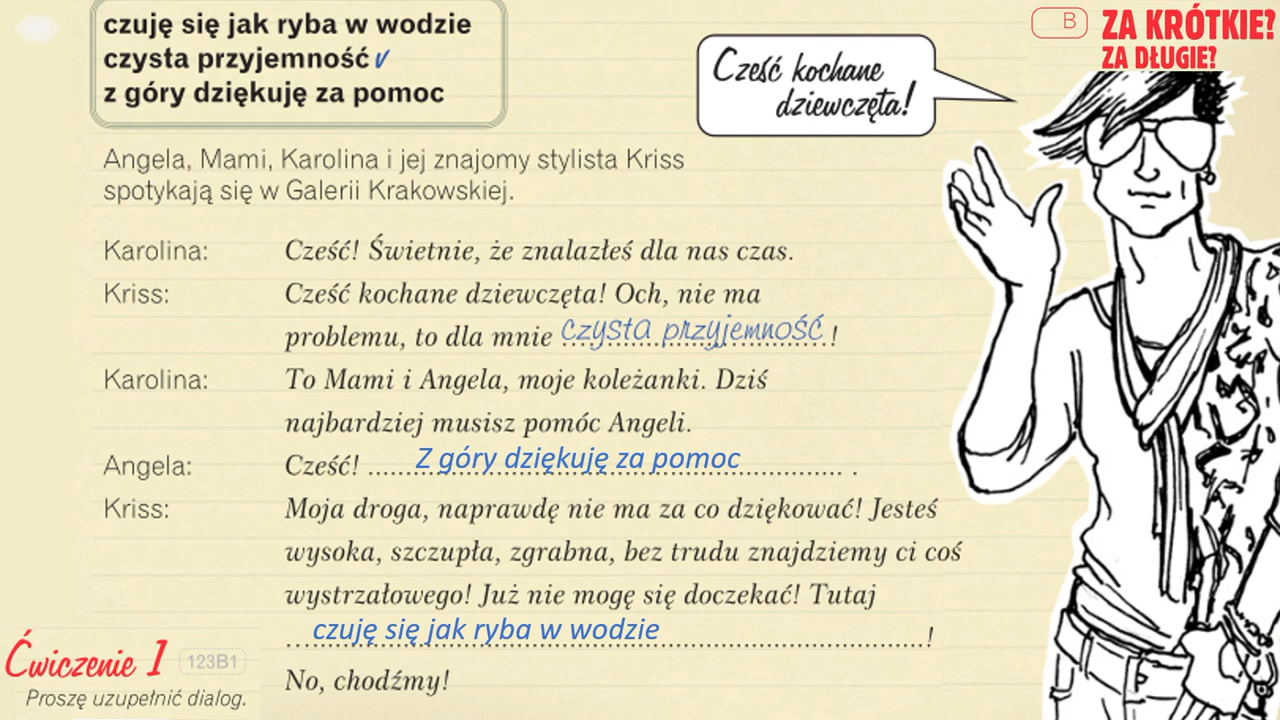 czuję się jak ryba w wodzie
czysta przyjemność ✓
z góry dziękuję za pomoc
B
ZA KRÓTKIE?
ZA DŁUGIE?
Cześć kochane
dziewczęta!
Angela, Mami, Karolina i jej znajomy stylista Kriss
spotykają się w Galerii Krakowskiej.
Karolina: Cześć! Świetnie, że znalazłeś dla nas czas.
Kriss: Cześć kochane dziewczęta! Och, nie ma
problemu, to dla mnie czysta przyjemność!
Karolina: To Mami i Angela, moje koleżanki. Dziś
najbardziej musisz pomóc Angeli.
Angela: Cześć! ...... Z góry dziękuję za pomoc ............ .
Kriss: Moja droga, naprawdę nie ma za co dziękować! Jesteś
wysoka, szczupła, zgrabna, bez trudu znajdziemy ci coś
wystrzałowego! Już nie mogę się doczekać! Tutaj
... czuję się jak ryba w wodzie ..............................!
No, chodźmy!
Ćwiczenie 1 123B1
Proszę uzupełnić dialog.